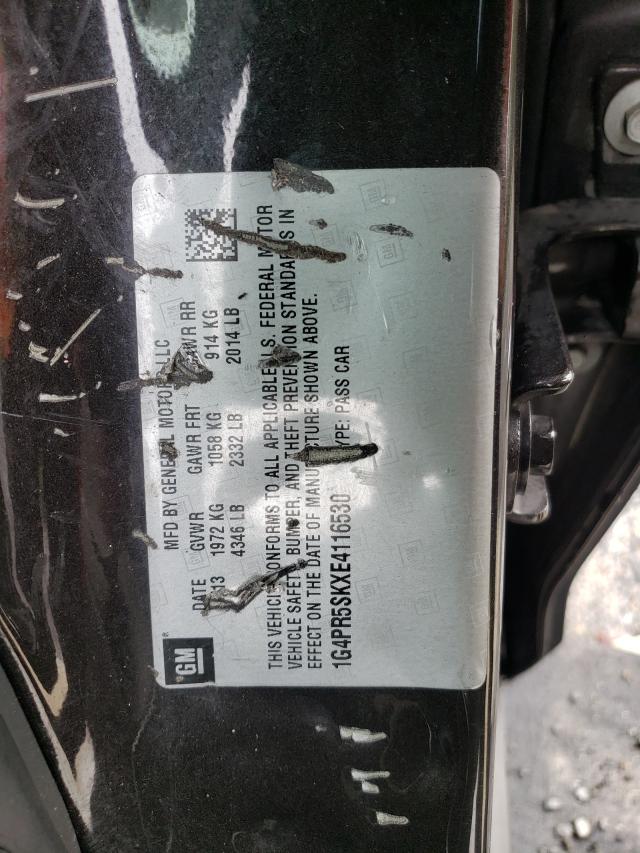 GM
®
MFD BY GENERAL MOTORS LLC
DATE GVWR GAWR FRT GAWR RR
13 1972 KG 1058 KG 914 KG
4346 LB 2332 LB 2014 LB
THIS VEHICLE CONFORMS TO ALL APPLICABLE U.S. FEDERAL MOTOR
VEHICLE SAFETY, BUMPER, AND THEFT PREVENTION STANDARDS IN
EFFECT ON THE DATE OF MANUFACTURE SHOWN ABOVE.
1G4PR5SKXE4116530 TYPE: PASS CAR